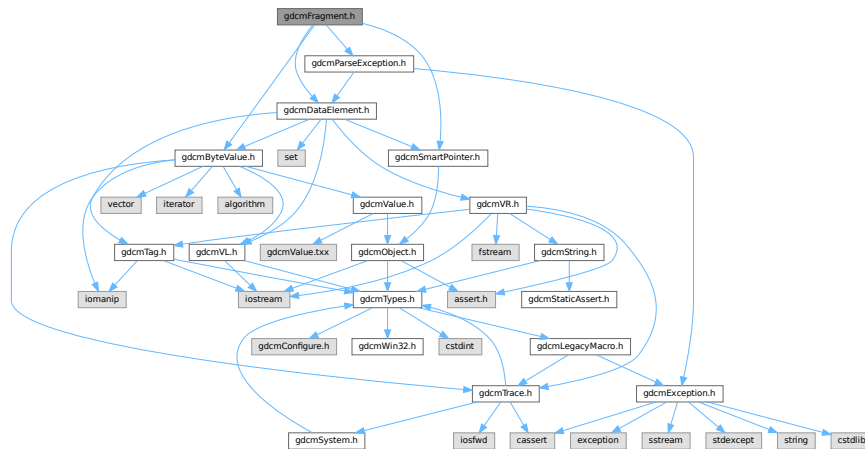 gdcmFragment.h
gdcmParseException.h
gdcmDataElement.h
gdcmByteValue.h
set
gdcmSmartPointer.h
vector
iterator
algorithm
gdcmValue.h
gdcmVR.h
gdcmTag.h
gdcmVL.h
gdcmValue.txx
gdcmObject.h
fstream
gdcmString.h
iomanip
iostream
gdcmTypes.h
assert.h
gdcmStaticAssert.h
gdcmConfigure.h
gdcmWin32.h
cstdint
gdcmLegacyMacro.h
gdcmTrace.h
gdcmException.h
gdcmSystem.h
iosfwd
cassert
exception
sstream
stdexcept
string
cstdlib